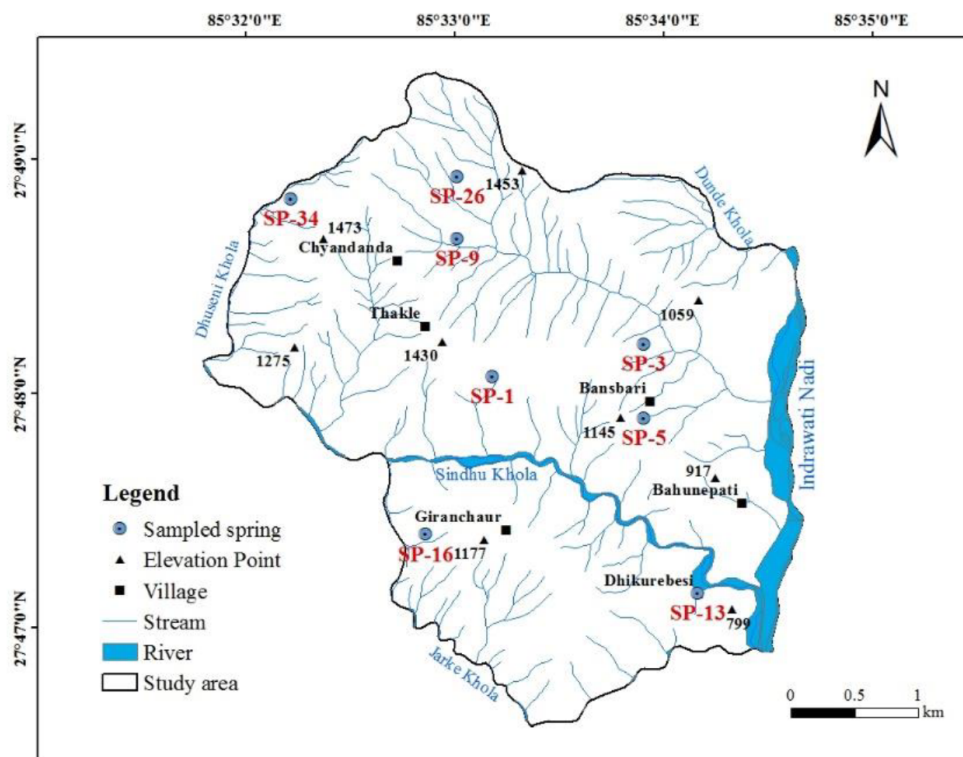 85°32'0"E
85°33'0"E
85°34'0"E
85°35'0"E
N
27°49'0"N
27°48'0"N
27°47'0"N
Dunde Khola
1453
SP-26
SP-34
1473
Chyandanda
SP-9
Dhuseni Khola
Thakle
1059
1430
1275
SP-3
SP-1
Bansbari
1145
SP-5
Indrawati Nadi
Sindhu Khola
917
Bahunepati
Giranchaur
SP-16
1177
Dhikurebesi
SP-13
799
Jarke Khola
Legend
Sampled spring
Elevation Point
Village
Stream
River
Study area
0 0.5 1
km